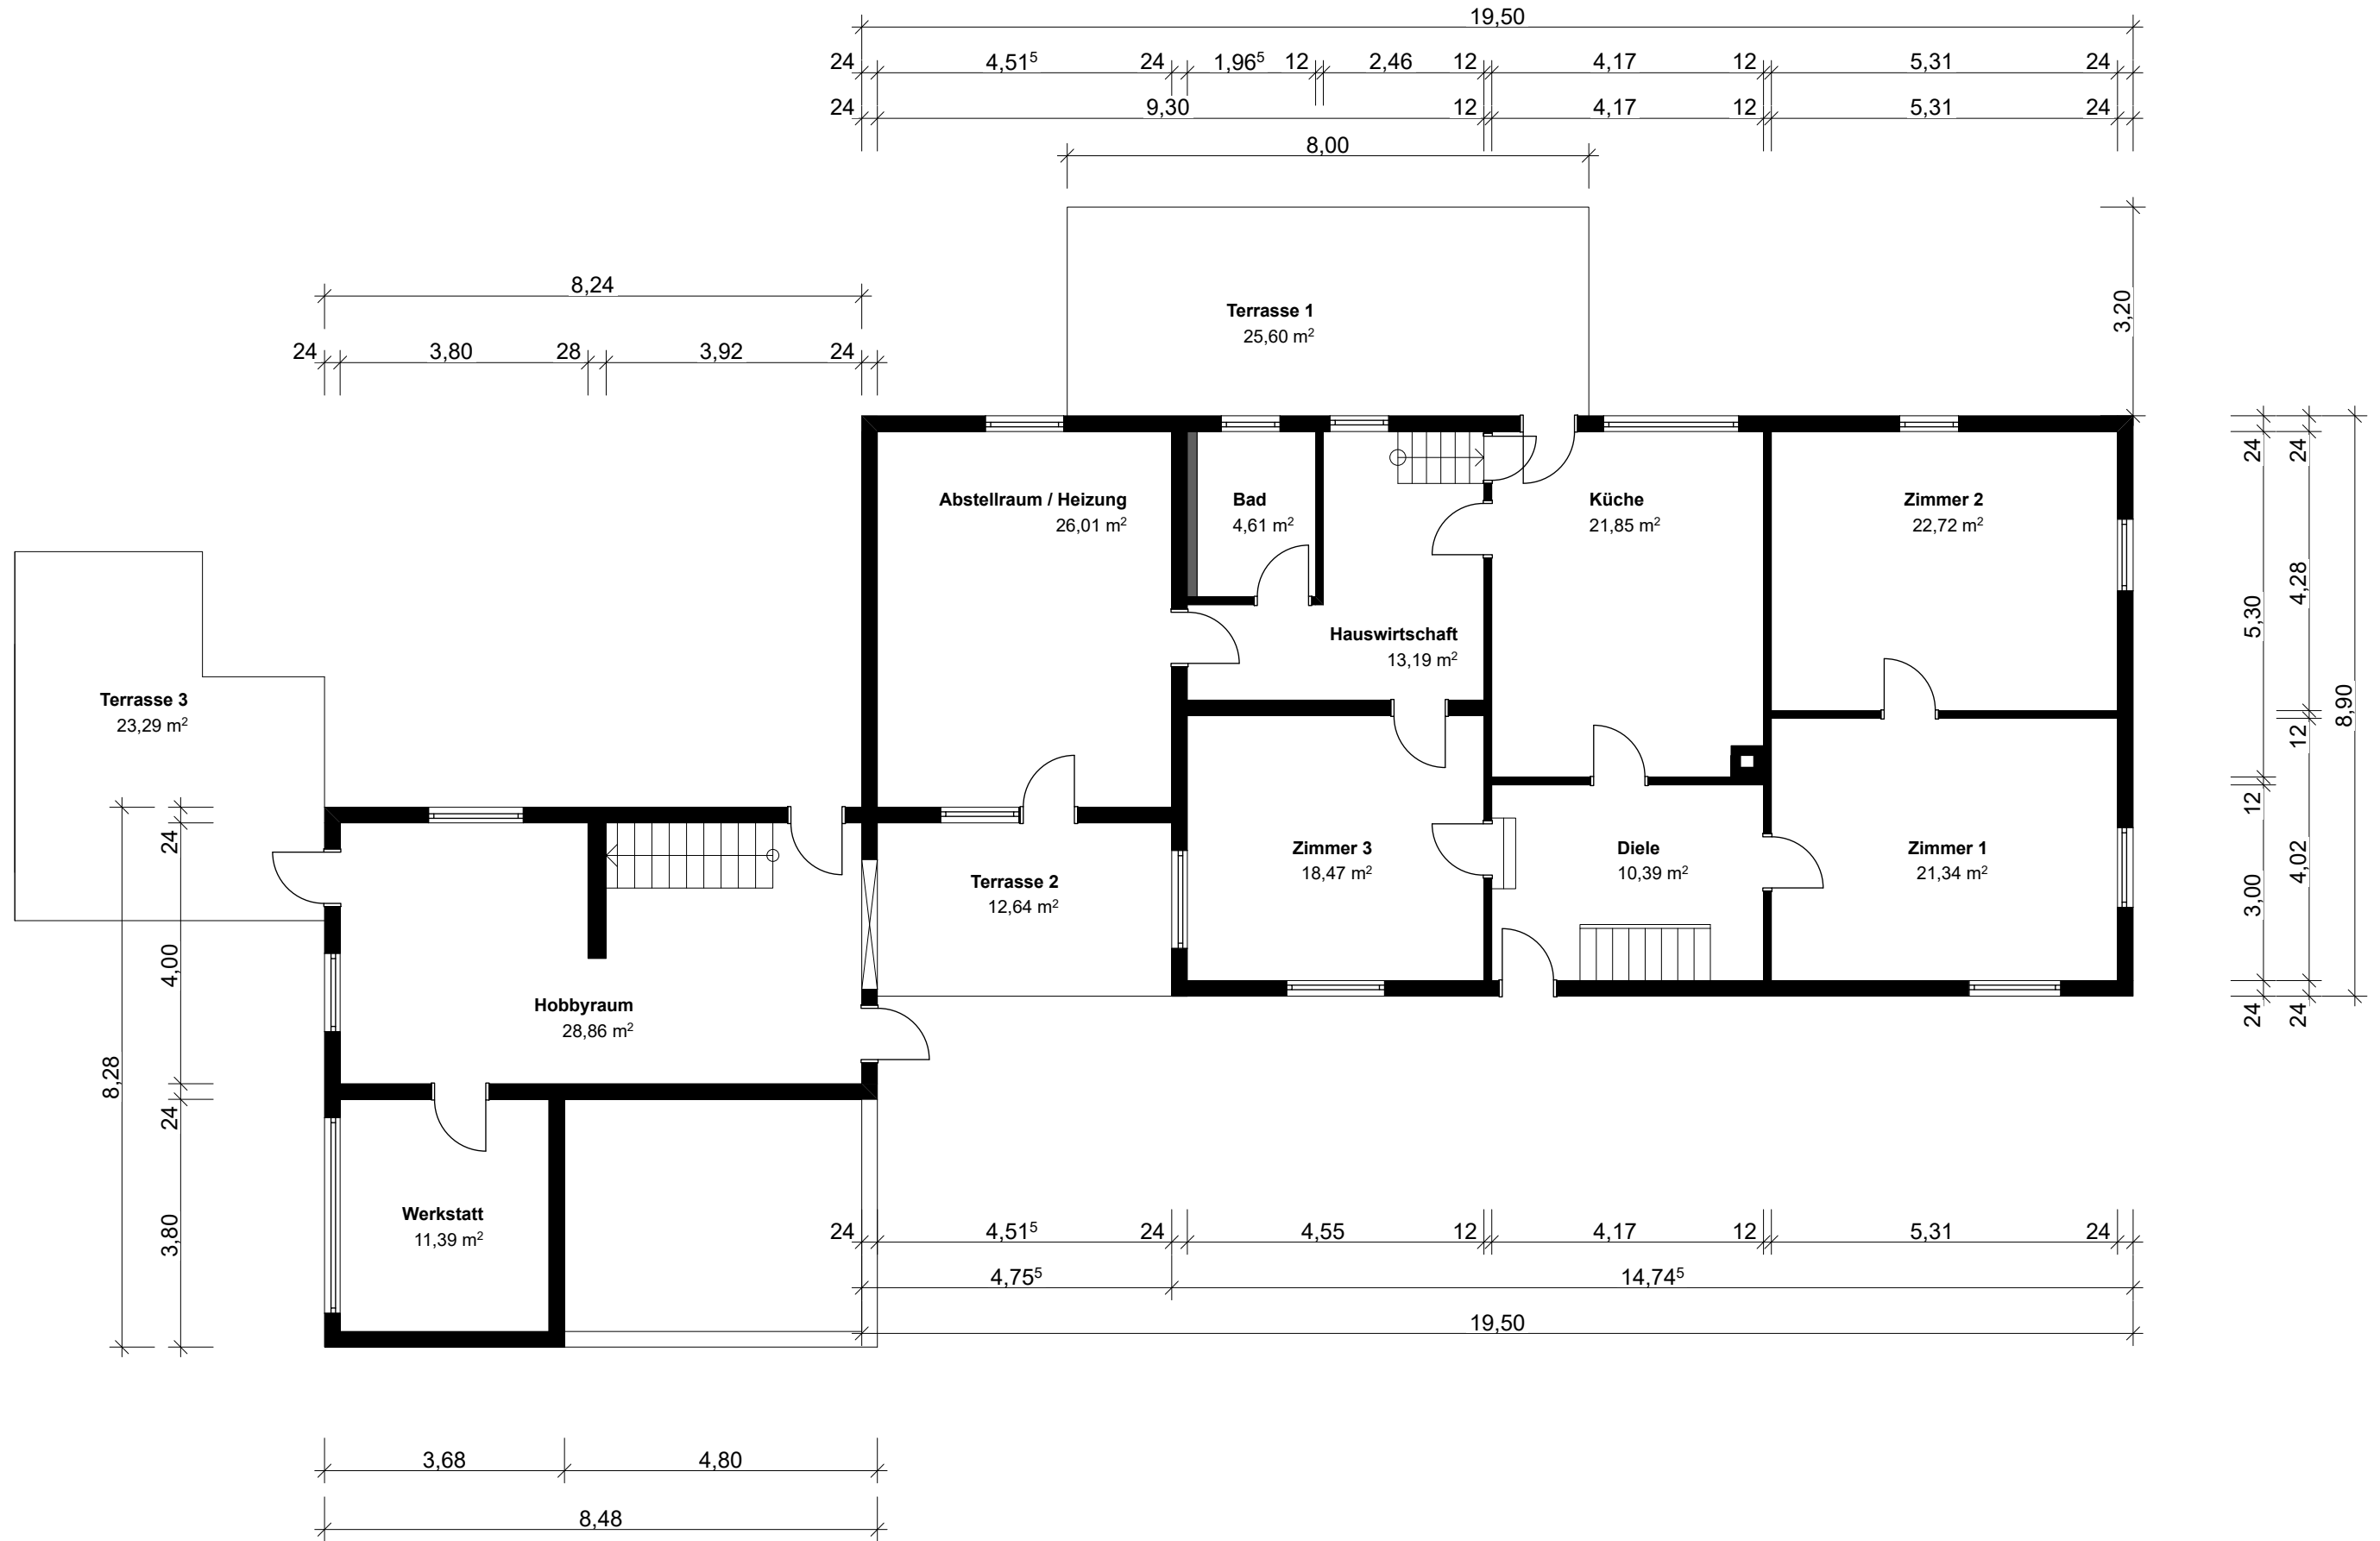 19,50
24 4,51⁵ 24 1,96⁵ 12 2,46 12 4,17 12 5,31 24
24 9,30 12 4,17 12 5,31 24
8,00
8,24
3,20
Terrasse 1
25,60 m²
24 3,80 28 3,92 24
Abstellraum / Heizung
26,01 m²
Bad
4,61 m²
Küche
21,85 m²
Zimmer 2
22,72 m²
Hauswirtschaft
13,19 m²
24 5,30 12 3,00 24
24 4,28 12 4,02 24
8,90
Terrasse 3
23,29 m²
Zimmer 3
18,47 m²
Diele
10,39 m²
Zimmer 1
21,34 m²
Terrasse 2
12,64 m²
Hobbyraum
28,86 m²
8,28
24 4,00 24 3,80
Werkstatt
11,39 m²
24 4,51⁵ 24 4,55 12 4,17 12 5,31 24
4,75⁵ 14,74⁵
19,50
3,68 4,80
8,48